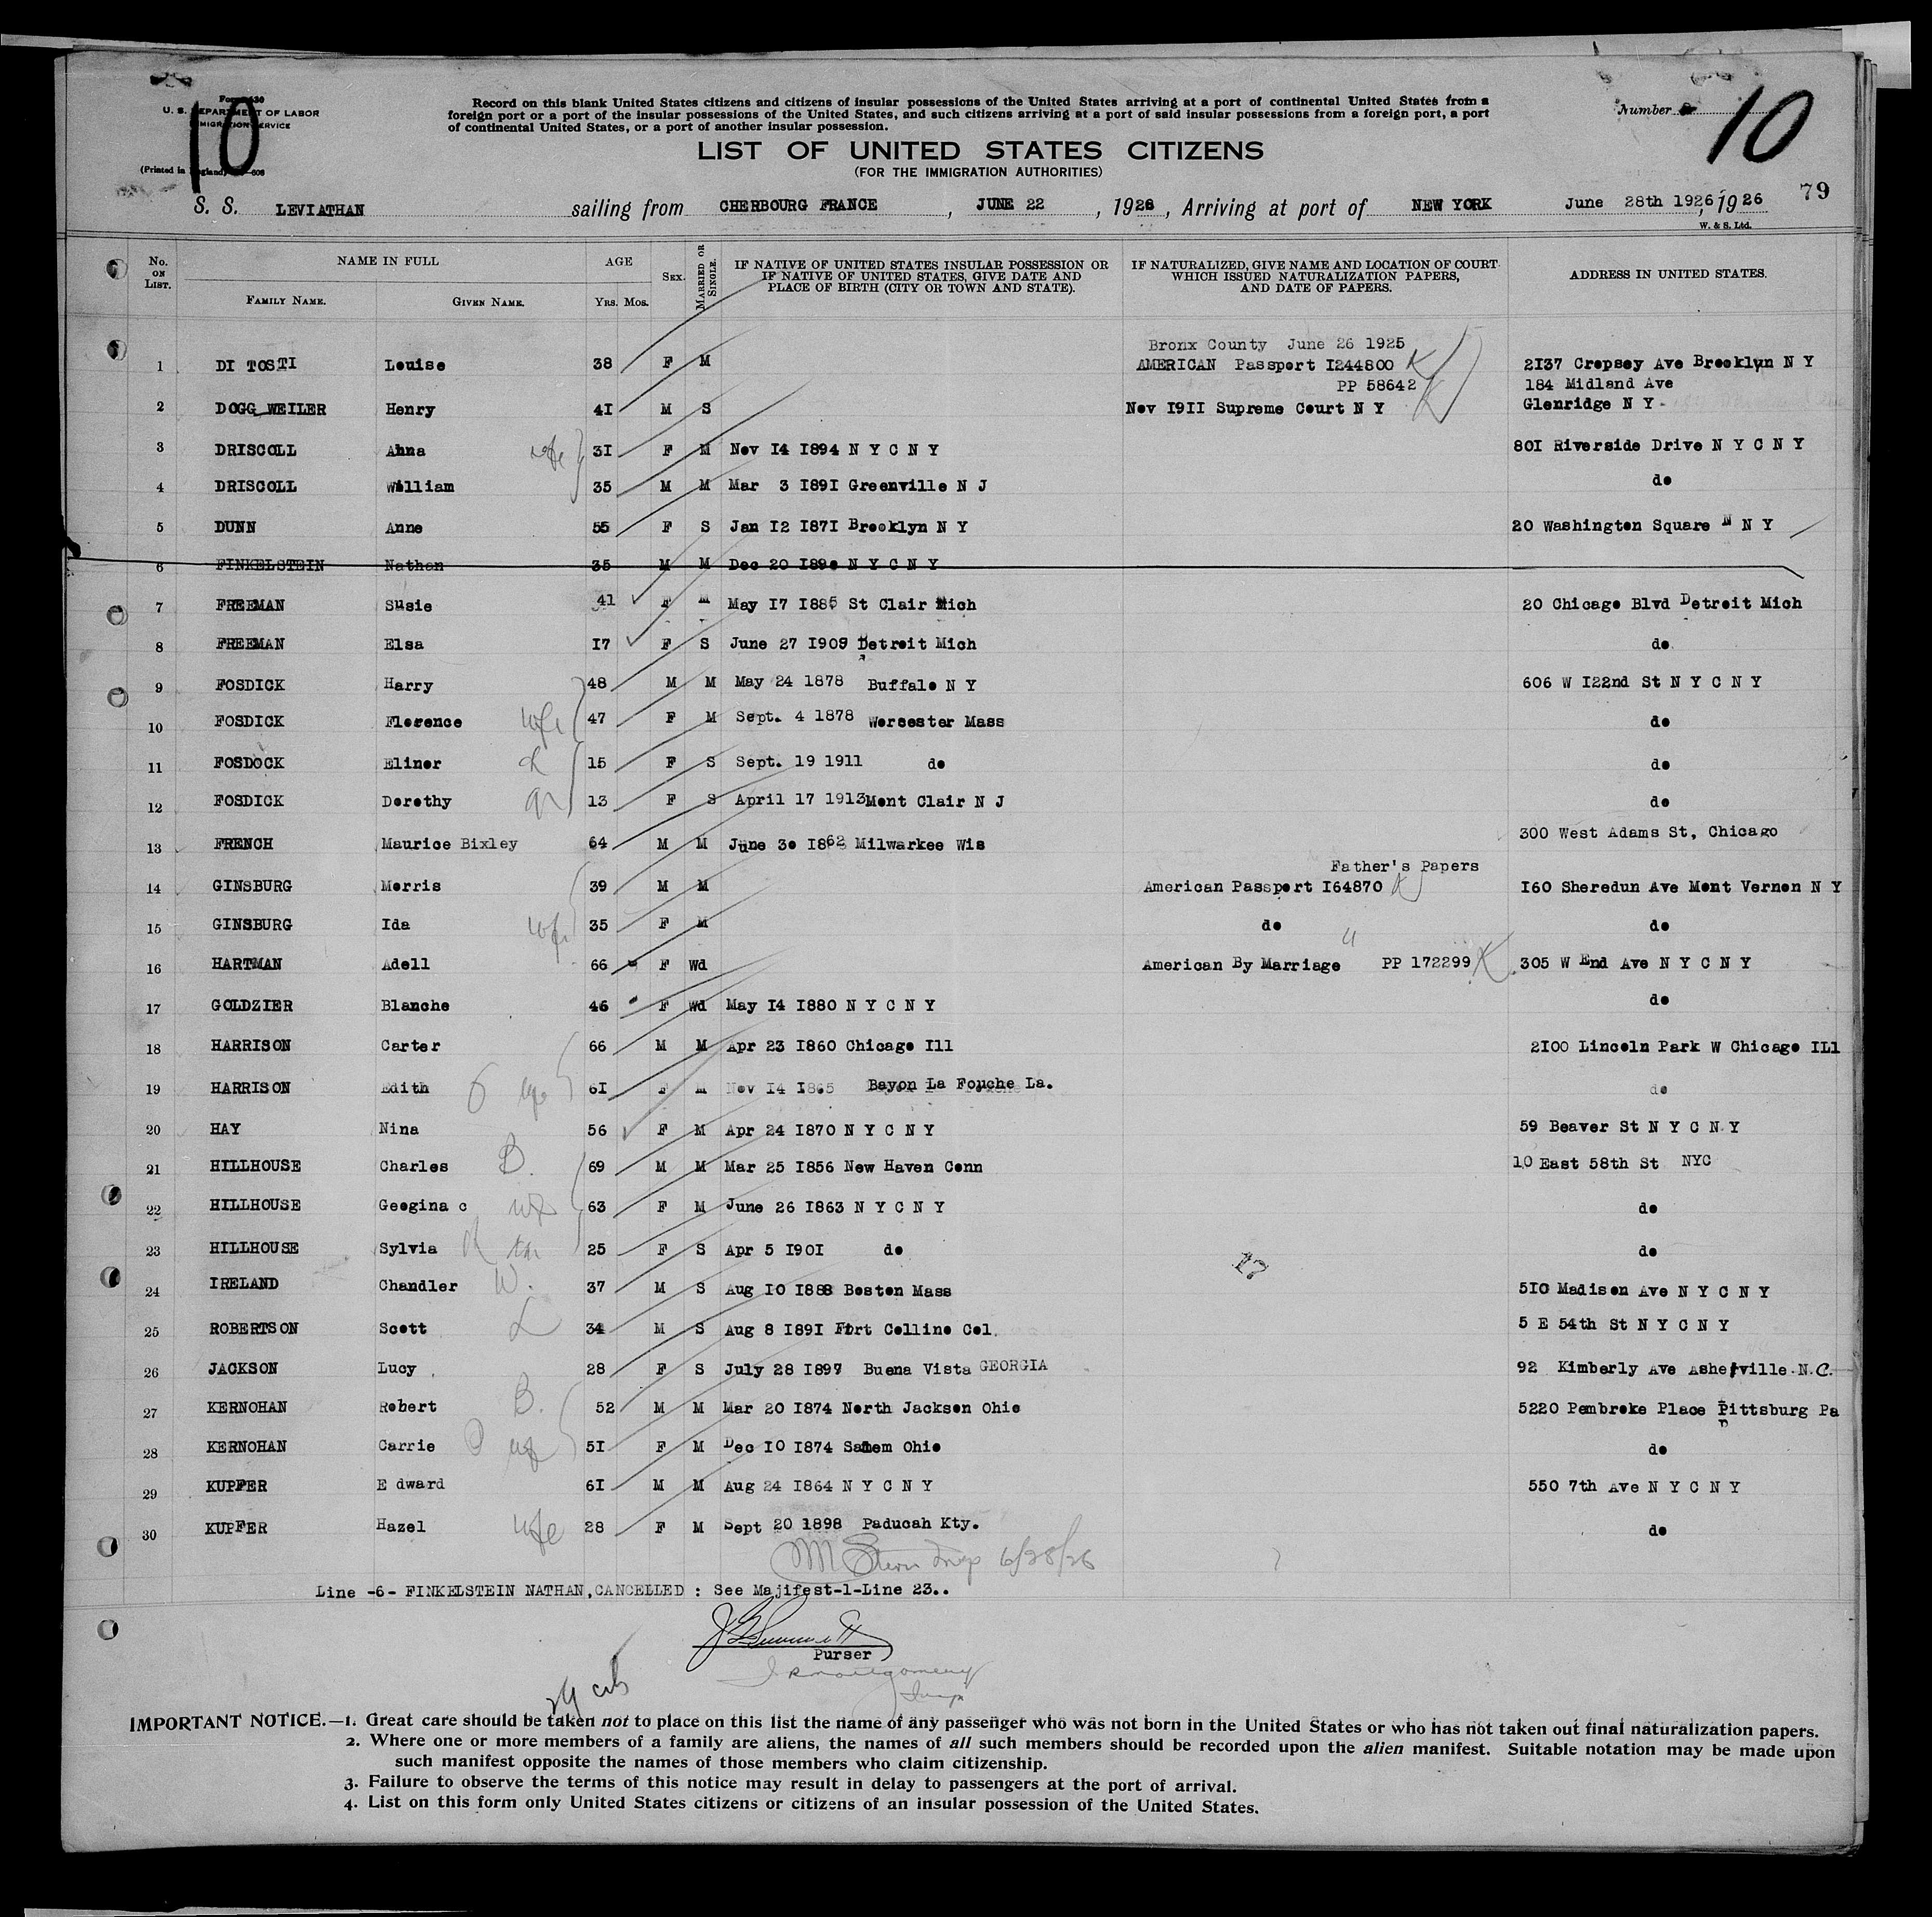 Form 630
U. S. DEPARTMENT OF LABOR
IMMIGRATION SERVICE
(Printed in England) 606
10
Record on this blank United States citizens and citizens of insular possessions of the United States arriving at a port of continental United States from a
foreign port or a port of the insular possessions of the United States, and such citizens arriving at a port of said insular possessions from a foreign port, a port
of continental United States, or a port of another insular possession.
Number 10
LIST OF UNITED STATES CITIZENS
(FOR THE IMMIGRATION AUTHORITIES)
79
S. S. LEVIATHAN sailing from CHERBOURG FRANCE, JUNE 22, 1926, Arriving at port of NEW YORK June 28th 1926, 1926
W. & S. Ltd.
No. ON LIST. NAME IN FULL AGE SEX. MARRIED OR SINGLE. IF NATIVE OF UNITED STATES INSULAR POSSESSION OR IF NATIVE OF UNITED STATES, GIVE DATE AND PLACE OF BIRTH (CITY OR TOWN AND STATE). IF NATURALIZED, GIVE NAME AND LOCATION OF COURT WHICH ISSUED NATURALIZATION PAPERS, AND DATE OF PAPERS. ADDRESS IN UNITED STATES.
FAMILY NAME. GIVEN NAME. YRS. MOS.
Bronx County June 26 1925
1 DI TOSTI Louise 38 F M AMERICAN Passport I244800 2I37 Cropsey Ave Brooklyn N Y
PP 58642 184 Midland Ave
2 DOGG WEILER Henry 4I M S Nov I9II Supreme Court N Y Glenridge N Y
3 DRISCOLL Ahna wfe 3I F M Nov I4 I894 N Y C N Y 80I Riverside Drive N Y C N Y
4 DRISCOLL William 35 M M Mar 3 I89I Greenville N J do
5 DUNN Anne 55 F S Jan I2 I87I Brooklyn N Y 20 Washington Square N N Y
6 FINKELSTEIN Nathan 35 M M Dec 20 I890 N Y C N Y
7 FREEMAN Susie 41 F M May I7 I885 St Clair Mich 20 Chicago Blvd Detroit Mich
8 FREEMAN Elsa I7 F S June 27 I909 Detroit Mich do
9 FOSDICK Harry 48 M M May 24 1878 Buffalo N Y 606 W I22nd St N Y C N Y
10 FOSDICK Florence wfe 47 F M Sept. 4 1878 Worcester Mass do
11 FOSDOCK Elinor 15 F S Sept. 19 1911 do do
12 FOSDICK Dorothy 13 F S April 17 1913 Mont Clair N J do
13 FRENCH Maurice Bixley 64 M M June 30 I862 Milwarkee Wis 300 West Adams St, Chicago
Father's Papers
14 GINSBURG Morris 39 M M American Passport I64870 I60 Sheredun Ave Mont Vernon N Y
15 GINSBURG Ida wfe 35 F M do " do
16 HARTMAN Adell 66 F Wd American By Marriage PP 172299 305 W End Ave N Y C N Y
17 GOLDZIER Blanche 46 F Wd May I4 I880 N Y C N Y do
18 HARRISON Carter 66 M M Apr 23 I860 Chicago Ill 2I00 Lincoln Park W Chicago ILl
19 HARRISON Edith 6I F M Nov I4 I865 Bayon La Fouche La. do
20 HAY Nina 56 F M Apr 24 I870 N Y C N Y 59 Beaver St N Y C N Y
21 HILLHOUSE Charles B. 69 M M Mar 25 I856 New Haven Conn 10 East 58th St NYC
22 HILLHOUSE Geogina c 63 F M June 26 I863 N Y C N Y do
23 HILLHOUSE Sylvia 25 F S Apr 5 I90I do do
24 IRELAND Chandler W. 37 M S Aug I0 I888 Boston Mass 5I0 Madison Ave N Y C N Y
25 ROBERTSON Scott L 34 M S Aug 8 I89I Fort Colline Col. 5 E 54th St N Y C N Y
26 JACKSON Lucy 28 F S July 28 I897 Buena Vista GEORGIA 92 Kimberly Ave Asheville N.C.
27 KERNOHAN Robert B. 52 M M Mar 20 I874 North Jackson Ohio 5220 Pembroke Place Pittsburg Pa
28 KERNOHAN Carrie 5I F M Dec I0 I874 Salem Ohio do
29 KUPFER E dward 6I M M Aug 24 I864 N Y C N Y 550 7th Ave N Y C N Y
30 KUPFER Hazel wfe 28 F M Sept 20 1898 Paducah Kty. do
Stern Insp 6/28/26
Line -6- FINKELSTEIN NATHAN, CANCELLED : See Majifest-1-Line 23..
Purser
Montgomery
Insp
29 cits
IMPORTANT NOTICE.—1. Great care should be taken not to place on this list the name of any passenger who was not born in the United States or who has not taken out final naturalization papers.
2. Where one or more members of a family are aliens, the names of all such members should be recorded upon the alien manifest. Suitable notation may be made upon
such manifest opposite the names of those members who claim citizenship.
3. Failure to observe the terms of this notice may result in delay to passengers at the port of arrival.
4. List on this form only United States citizens or citizens of an insular possession of the United States.